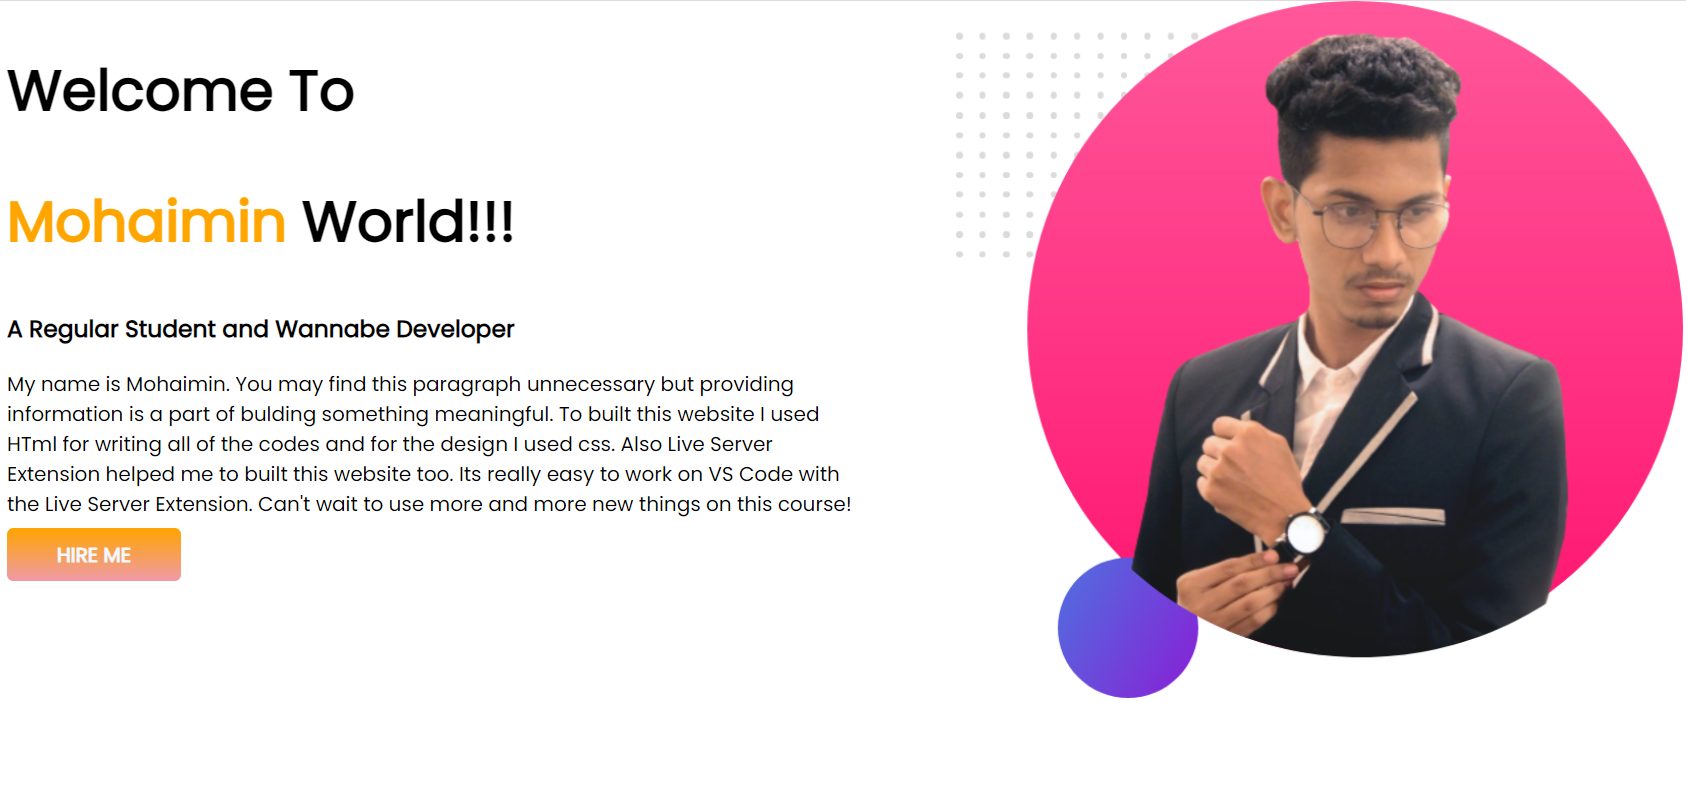 Welcome To
Mohaimin World!!!
A Regular Student and Wannabe Developer
My name is Mohaimin. You may find this paragraph unnecessary but providing
information is a part of bulding something meaningful. To built this website I used
HTml for writing all of the codes and for the design I used css. Also Live Server
Extension helped me to built this website too. Its really easy to work on VS Code with
the Live Server Extension. Can't wait to use more and more new things on this course!
HIRE ME